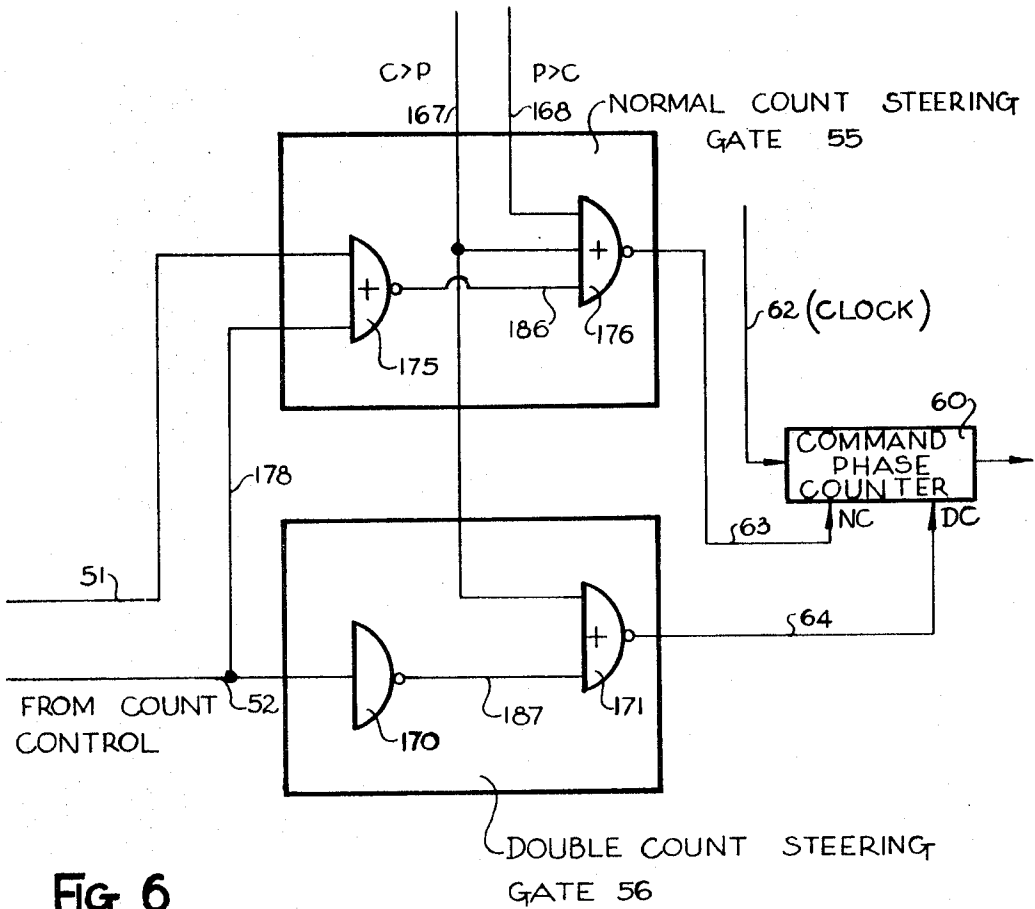 C>P
P>C
167
168
NORMAL COUNT STEERING
GATE 55
+
+
186
176
175
62 (CLOCK)
60
COMMAND
PHASE
COUNTER
NC
DC
178
63
51
+
64
52
187
171
170
FROM COUNT
CONTROL
DOUBLE COUNT STEERING
GATE 56
FIG 6